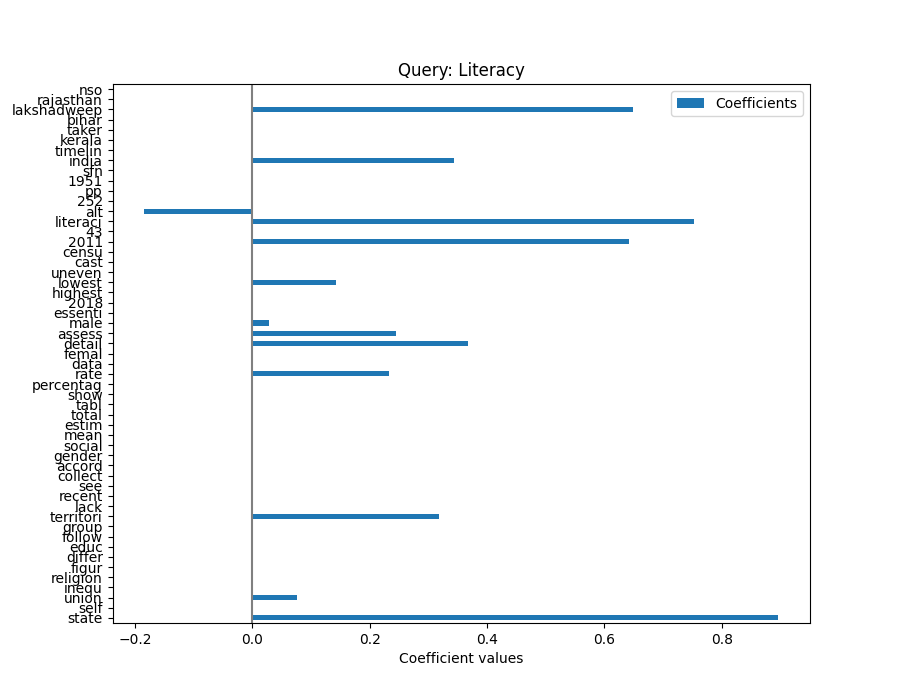 Query: Literacy
Coefficients
nso
rajasthan
lakshadweep
bihar
taker
kerala
timelin
india
sfn
1951
pp
252
alt
literaci
43
2011
censu
cast
uneven
lowest
highest
2018
essenti
male
assess
detail
femal
data
rate
percentag
show
tabl
total
estim
mean
social
gender
accord
collect
see
recent
lack
territori
group
follow
educ
differ
figur
religion
inequ
union
self
state
−0.2 0.0 0.2 0.4 0.6 0.8
Coefficient values